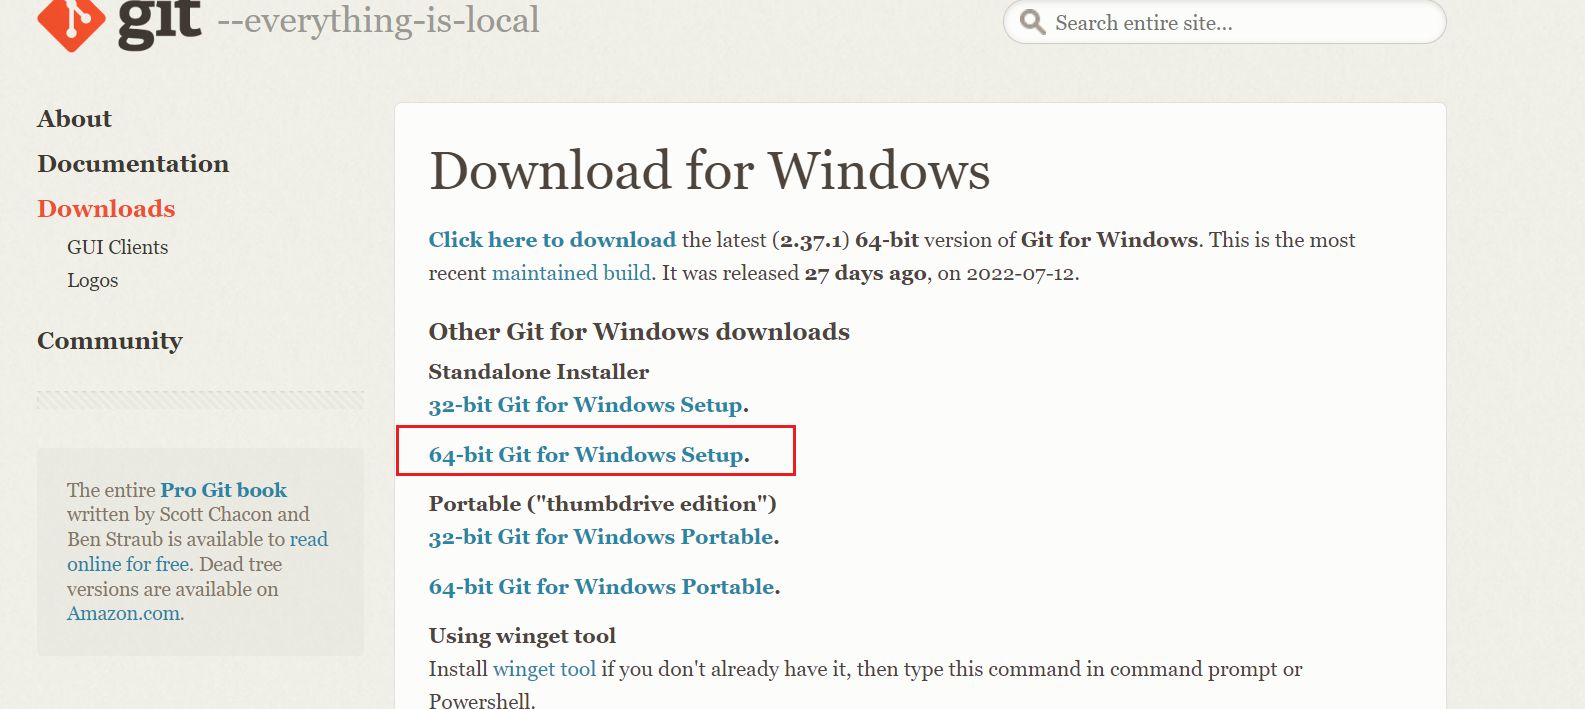 git --everything-is-local
Search entire site...
About
Documentation
Downloads
GUI Clients
Logos
Community
The entire Pro Git book
written by Scott Chacon and
Ben Straub is available to read
online for free. Dead tree
versions are available on
Amazon.com.
Download for Windows
Click here to download the latest (2.37.1) 64-bit version of Git for Windows. This is the most
recent maintained build. It was released 27 days ago, on 2022-07-12.
Other Git for Windows downloads
Standalone Installer
32-bit Git for Windows Setup.
64-bit Git for Windows Setup.
Portable ("thumbdrive edition")
32-bit Git for Windows Portable.
64-bit Git for Windows Portable.
Using winget tool
Install winget tool if you don't already have it, then type this command in command prompt or
Powershell.